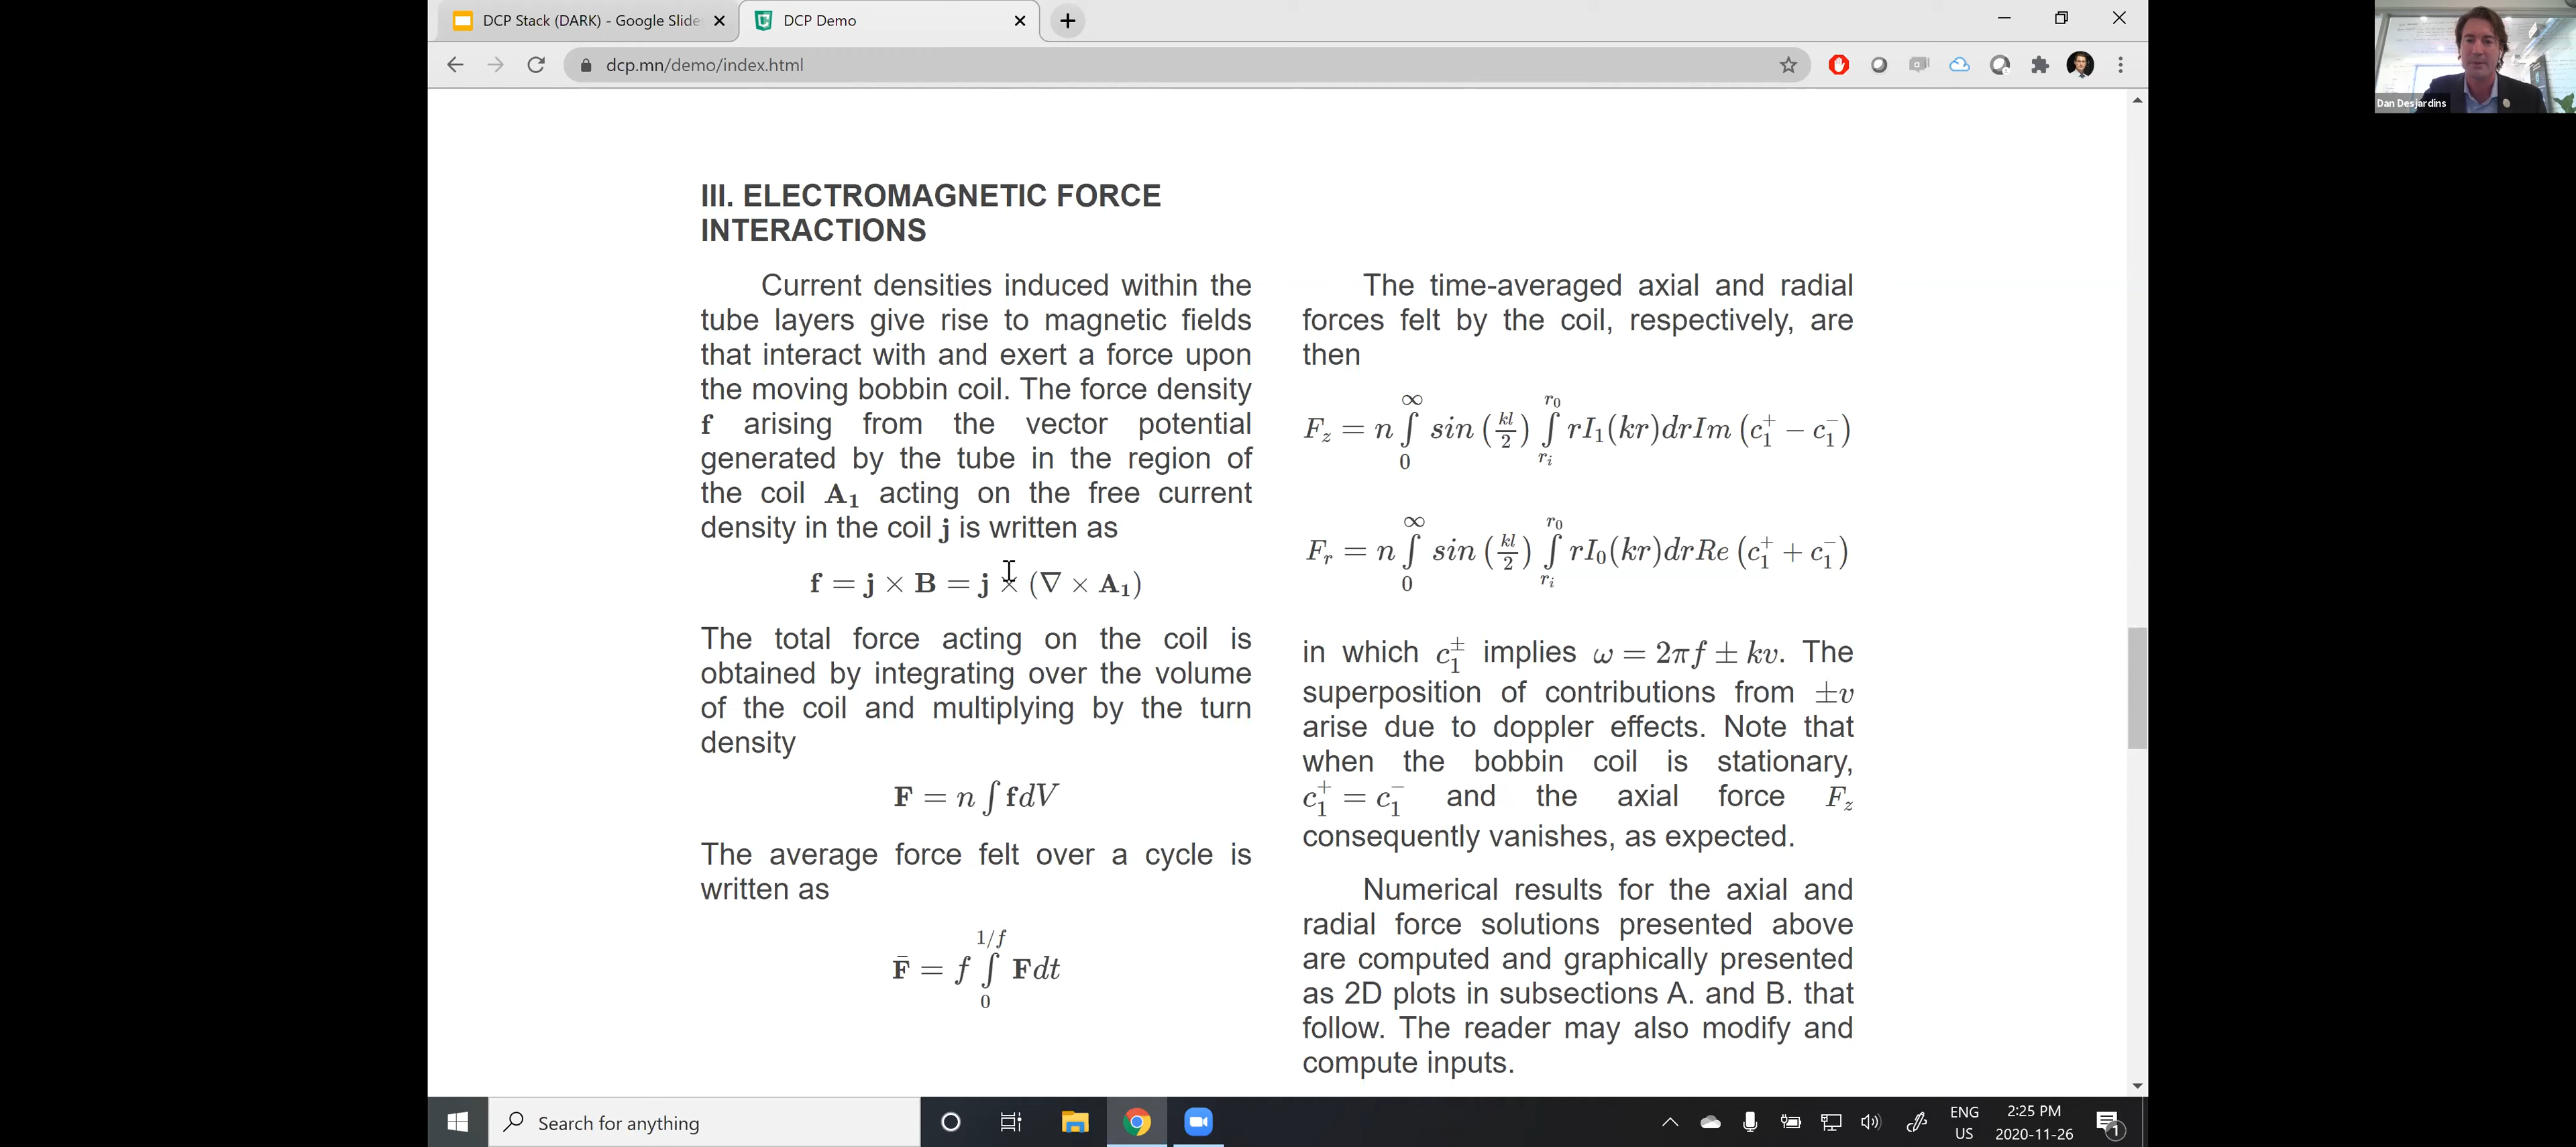 DCP Stack (DARK) - Google Slide
DCP Demo
dcp.mn/demo/index.html
Dan Desjardins
III. ELECTROMAGNETIC FORCE
INTERACTIONS
Current densities induced within the
tube layers give rise to magnetic fields
that interact with and exert a force upon
the moving bobbin coil. The force density
f arising from the vector potential
generated by the tube in the region of
the coil A₁ acting on the free current
density in the coil j is written as
f = j × B = j × (∇ × A₁)
The total force acting on the coil is
obtained by integrating over the volume
of the coil and multiplying by the turn
density
F = n ∫ fdV
The average force felt over a cycle is
written as
F̄ = f ∫₀^{1/f} Fdt
The time-averaged axial and radial
forces felt by the coil, respectively, are
then
F_z = n ∫₀^∞ sin (kl/2) ∫_{r_i}^{r_0} rI₁(kr)drIm (c₁⁺ − c₁⁻)
F_r = n ∫₀^∞ sin (kl/2) ∫_{r_i}^{r_0} rI₀(kr)drRe (c₁⁺ + c₁⁻)
in which c₁^± implies ω = 2πf ± kv. The
superposition of contributions from ±v
arise due to doppler effects. Note that
when the bobbin coil is stationary,
c₁⁺ = c₁⁻ and the axial force F_z
consequently vanishes, as expected.
Numerical results for the axial and
radial force solutions presented above
are computed and graphically presented
as 2D plots in subsections A. and B. that
follow. The reader may also modify and
compute inputs.
Search for anything
ENG
US
2:25 PM
2020-11-26
1